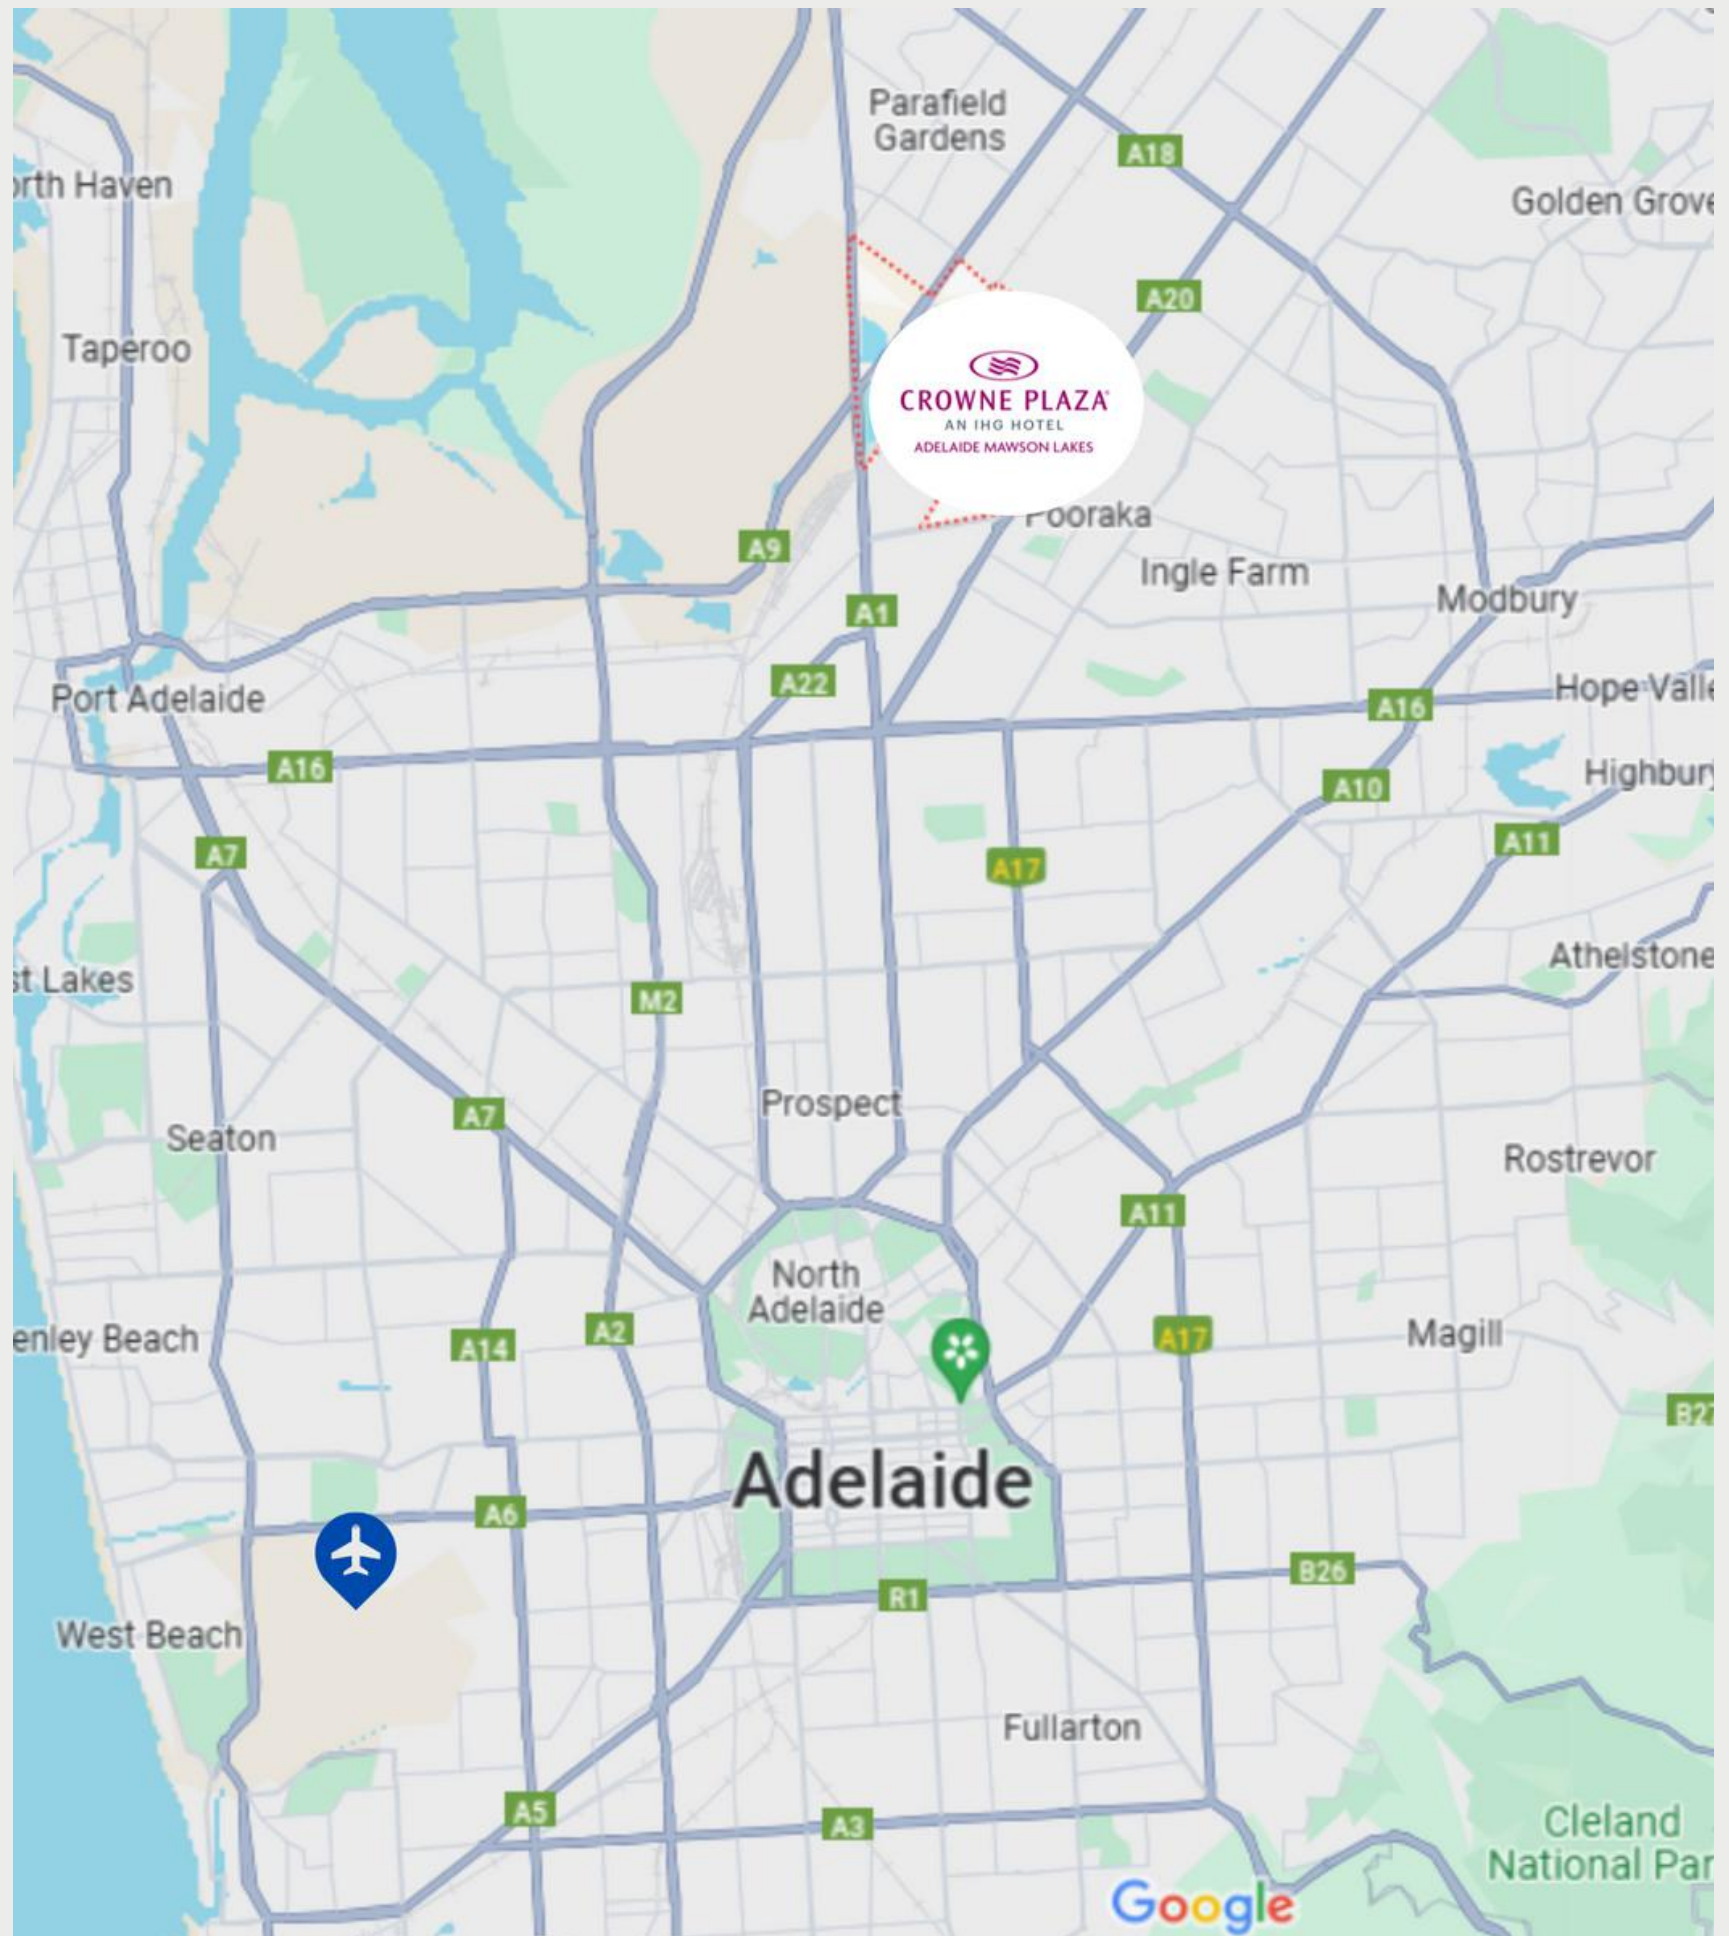 Parafield
Gardens
A18
orth Haven
Golden Grove
A20
Taperoo
CROWNE PLAZA
AN IHG HOTEL
ADELAIDE MAWSON LAKES
Pooraka
A9
Ingle Farm
Modbury
A1
A22
Hope Valle
Port Adelaide
A16
A16
Highbury
A10
A11
A7
A17
Athelstone
st Lakes
M2
Prospect
A7
Seaton
Rostrevor
A11
North
Adelaide
enley Beach
A14
A2
A17
Magill
B27
Adelaide
A6
B26
R1
West Beach
Fullarton
A5
A3
Cleland
National Par
Google